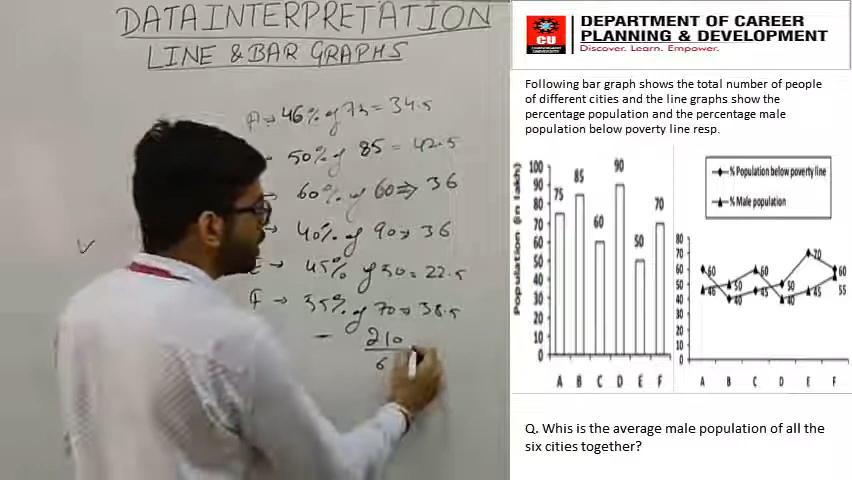 DATA INTERPRETATION
LINE & BAR GRAPHS
A → 46% of 75 = 34.5
50% of 85 = 42.5
60% of 60 ⇒ 36
40% of 90 → 36
E → 45% of 50 = 22.5
F → 55% of 70 → 38.5
210
6
CU
DEPARTMENT OF CAREER
PLANNING & DEVELOPMENT
Discover. Learn. Empower.
Following bar graph shows the total number of people
of different cities and the line graphs show the
percentage population and the percentage male
population below poverty line resp.
Population (in lakh)
100
90
80
70
60
50
40
30
20
10
0
75
85
60
90
50
70
A B C D E F
% Population below poverty line
% Male population
80
70
60
50
40
30
20
10
0
60 40 45 50 70 60
46 50 60 40 45 55
A B C D E F
Q. Whis is the average male population of all the
six cities together?